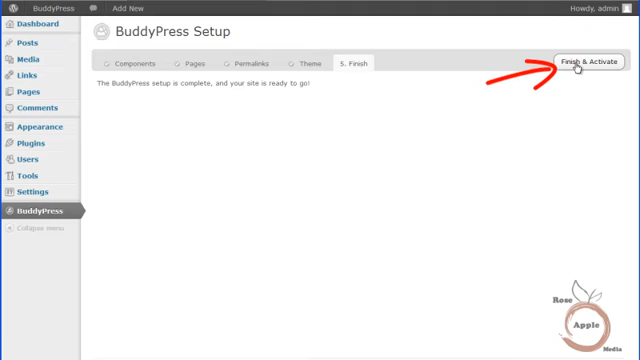 BuddyPress
Add New
Howdy, admin
Dashboard
Posts
Media
Links
Pages
Comments
Appearance
Plugins
Users
Tools
Settings
BuddyPress
Collapse menu
BuddyPress Setup
Components
Pages
Permalinks
Theme
5. Finish
Finish & Activate
The BuddyPress setup is complete, and your site is ready to go!
Rose
Apple
Media